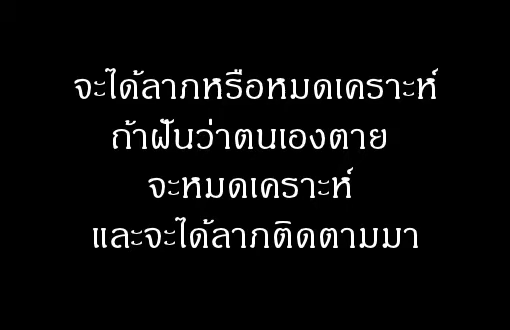 จะได้ลาภหรือหมดเคราะห์
ถ้าฝันว่าตนเองตาย
จะหมดเคราะห์
และจะได้ลาภติดตามมา